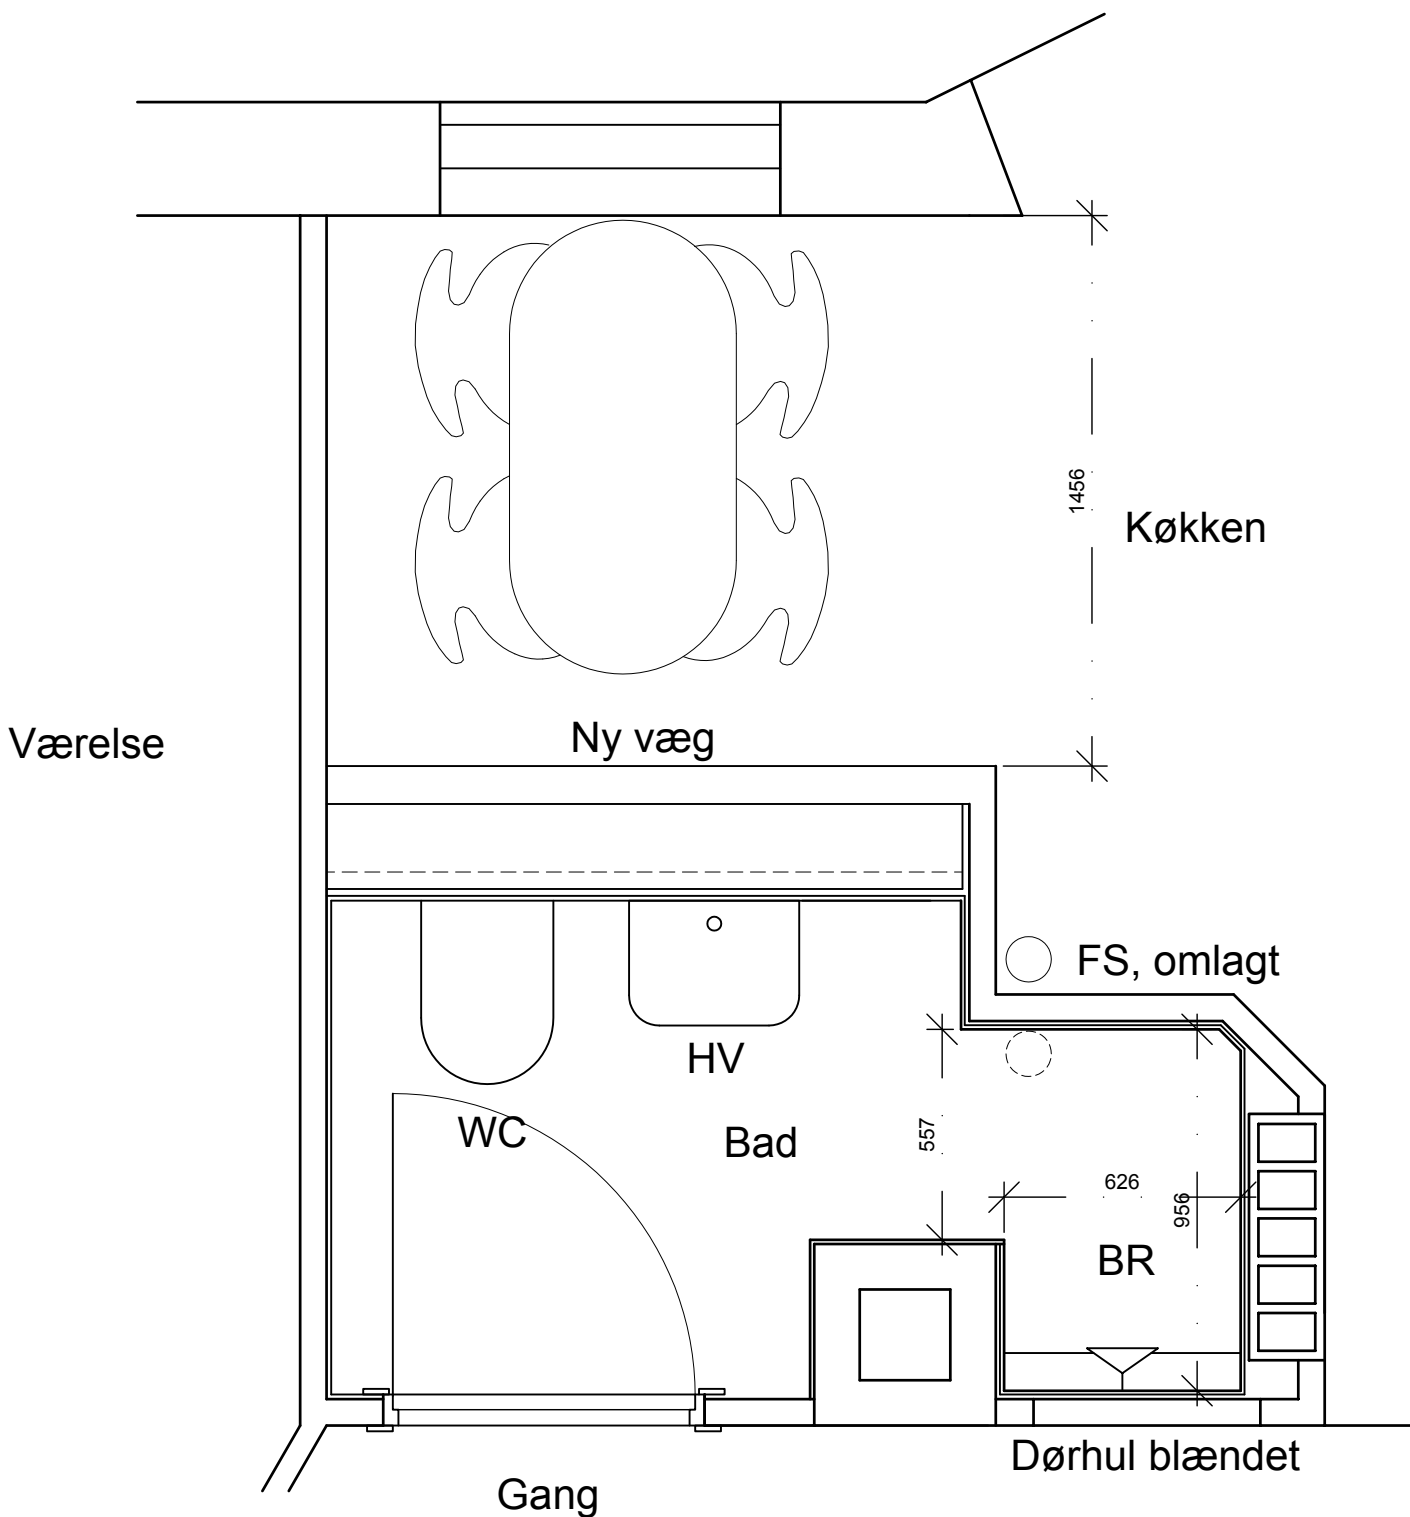 1456
Køkken
Værelse
Ny væg
FS, omlagt
HV
WC
Bad
557
626
956
BR
Dørhul blændet
Gang